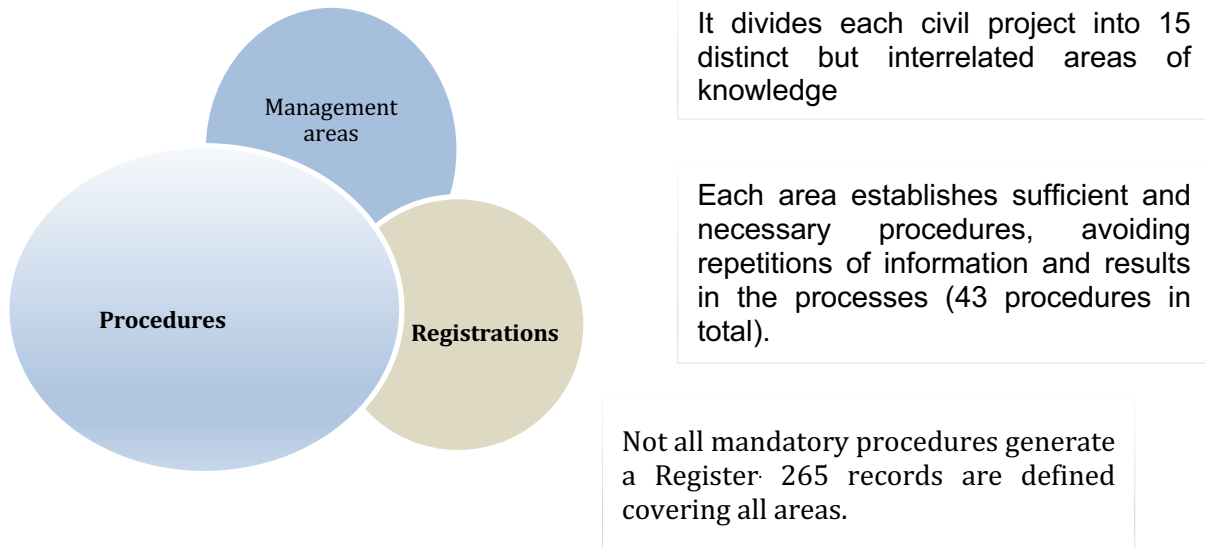 Management
areas
Procedures
Registrations
It divides each civil project into 15
distinct but interrelated areas of
knowledge
Each area establishes sufficient and
necessary procedures, avoiding
repetitions of information and results
in the processes (43 procedures in
total).
Not all mandatory procedures generate
a Register. 265 records are defined
covering all areas.